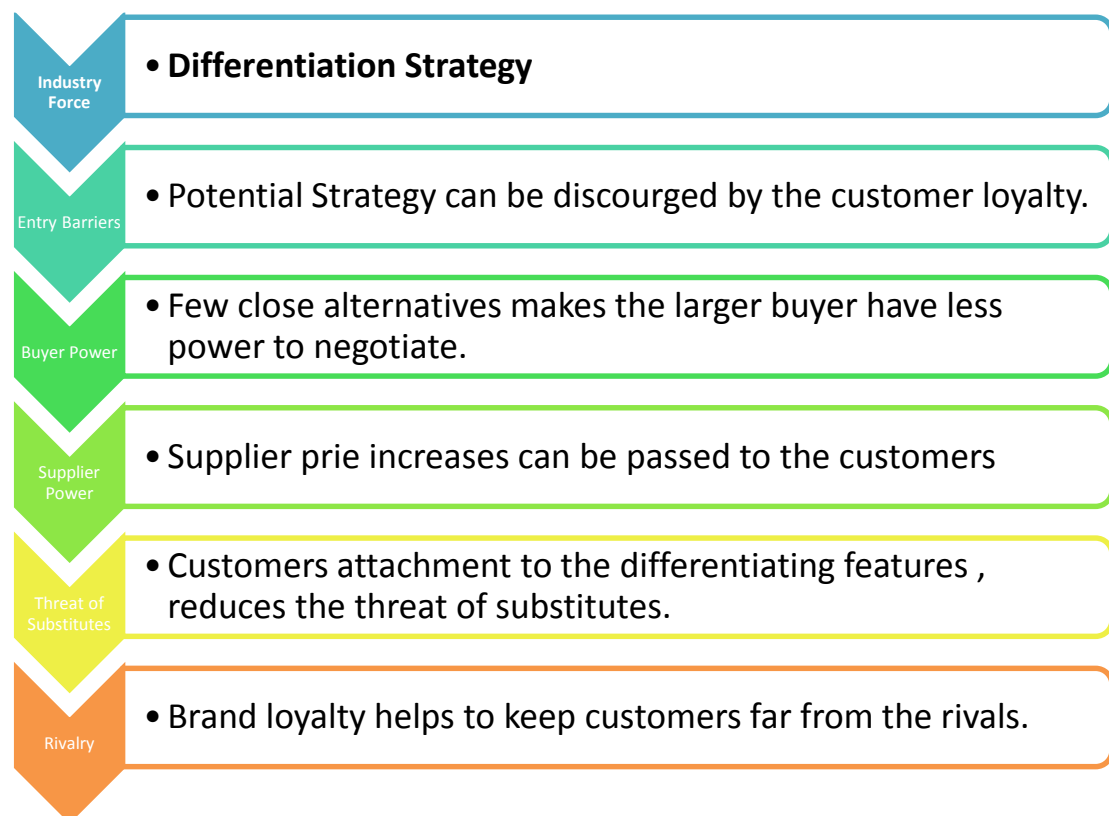 Industry
Force
• Differentiation Strategy
Entry Barriers
• Potential Strategy can be discourged by the customer loyalty.
Buyer Power
• Few close alternatives makes the larger buyer have less
power to negotiate.
Supplier
Power
• Supplier prie increases can be passed to the customers
Threat of
Substitutes
• Customers attachment to the differentiating features ,
reduces the threat of substitutes.
Rivalry
• Brand loyalty helps to keep customers far from the rivals.